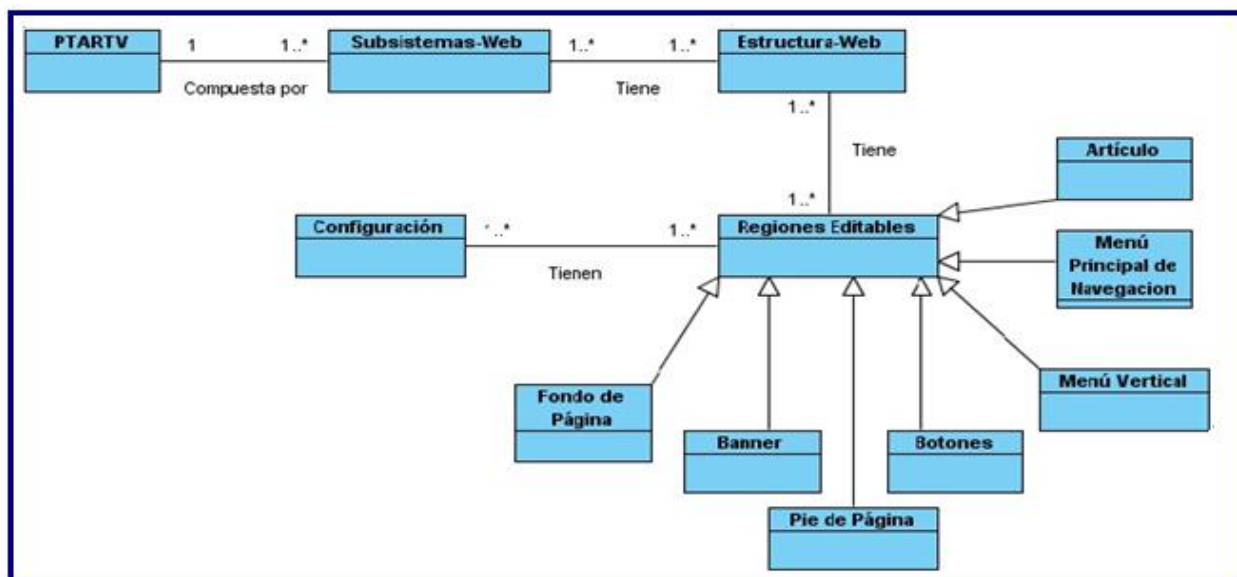 PTARTV
1
1..*
Subsistemas-Web
1..*
1..*
Estructura-Web
Compuesta por
Tiene
1..*
Tiene
1..*
Artículo
Configuración
1..*
1..*
Regiones Editables
Tienen
Menú
Principal de
Navegacion
Fondo de
Página
Menú Vertical
Banner
Botones
Pie de Página